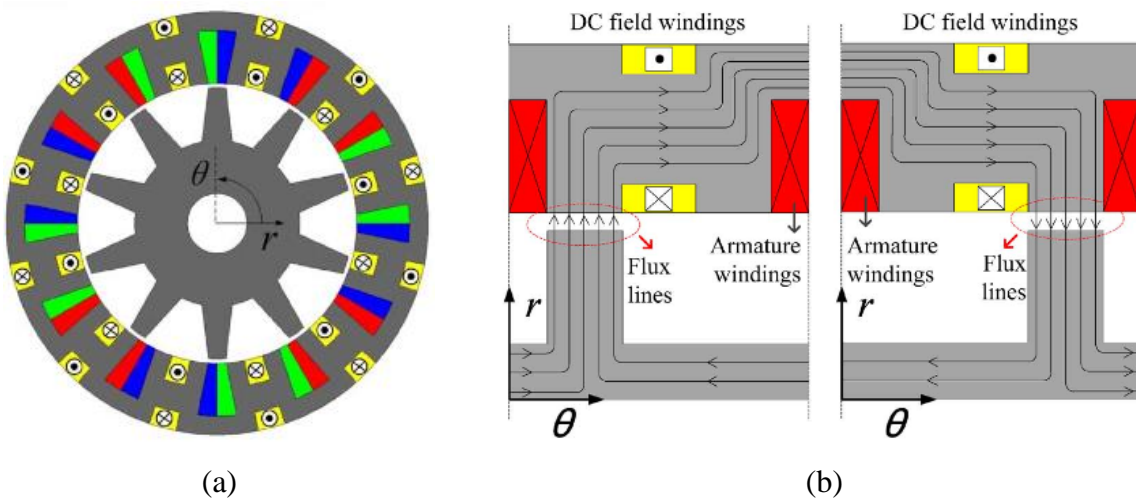 DC field windings
DC field windings
θ
r
Armature
windings
Flux
lines
Armature
windings
Flux
lines
r
r
θ
θ
(a)
(b)